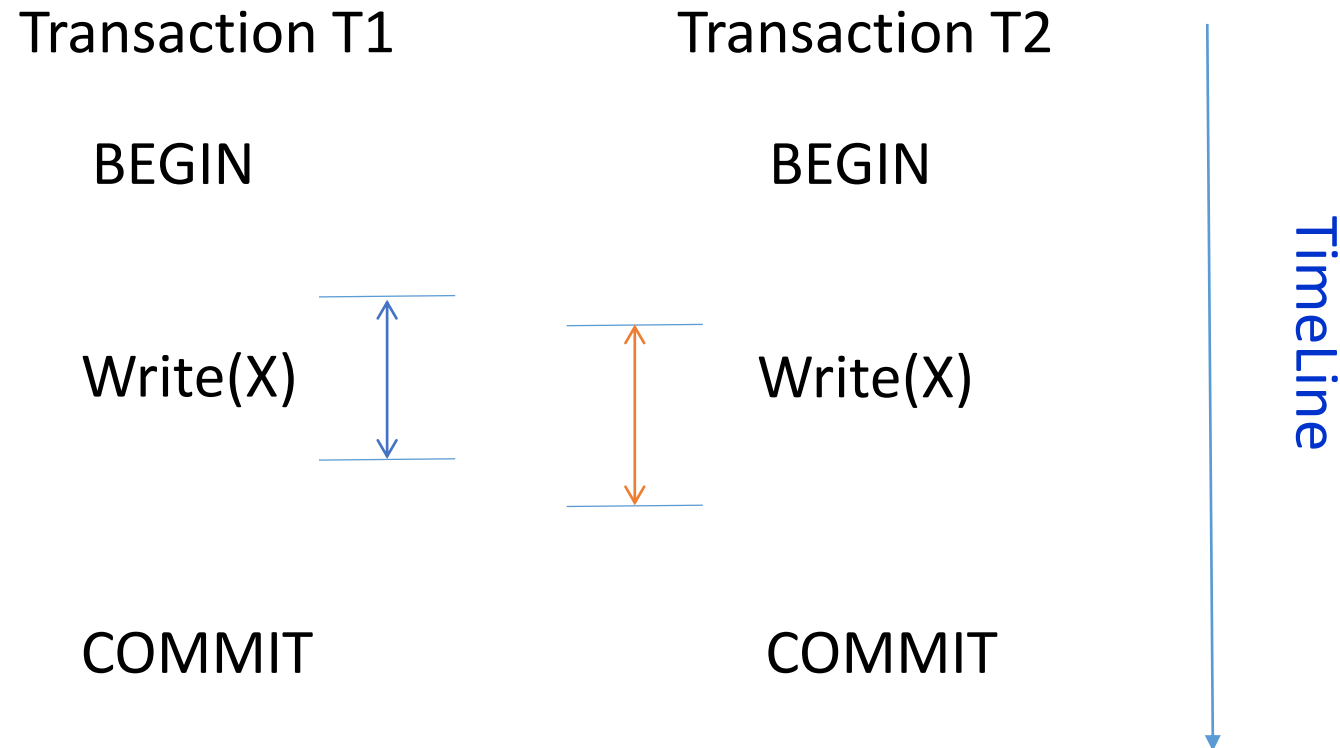 Transaction T1
Transaction T2
BEGIN
BEGIN
Write(X)
Write(X)
COMMIT
COMMIT
TimeLine